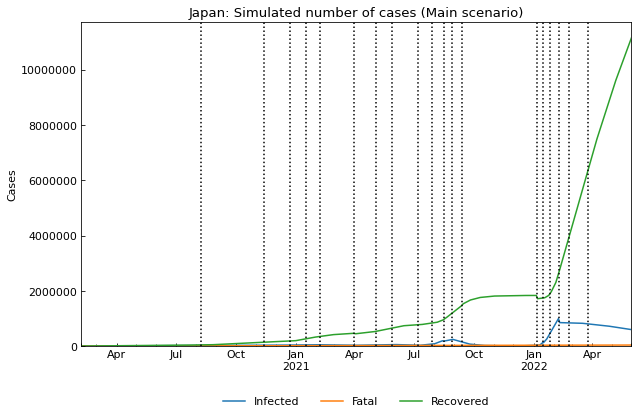 Japan: Simulated number of cases (Main scenario)
10000000
8000000
6000000
4000000
2000000
0
Cases
Apr Jul Oct Jan Apr Jul Oct Jan Apr
2021 2022
Infected Fatal Recovered